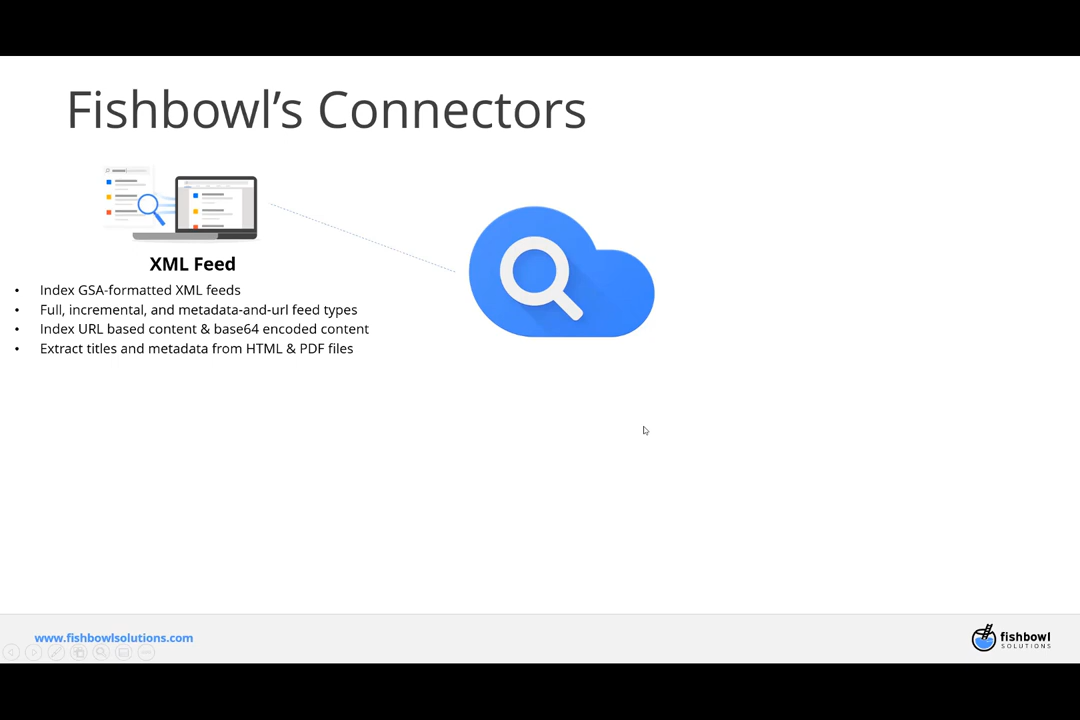 Fishbowl’s Connectors
XML Feed
• Index GSA-formatted XML feeds
• Full, incremental, and metadata-and-url feed types
• Index URL based content & base64 encoded content
• Extract titles and metadata from HTML & PDF files
www.fishbowlsolutions.com
fishbowl
SOLUTIONS